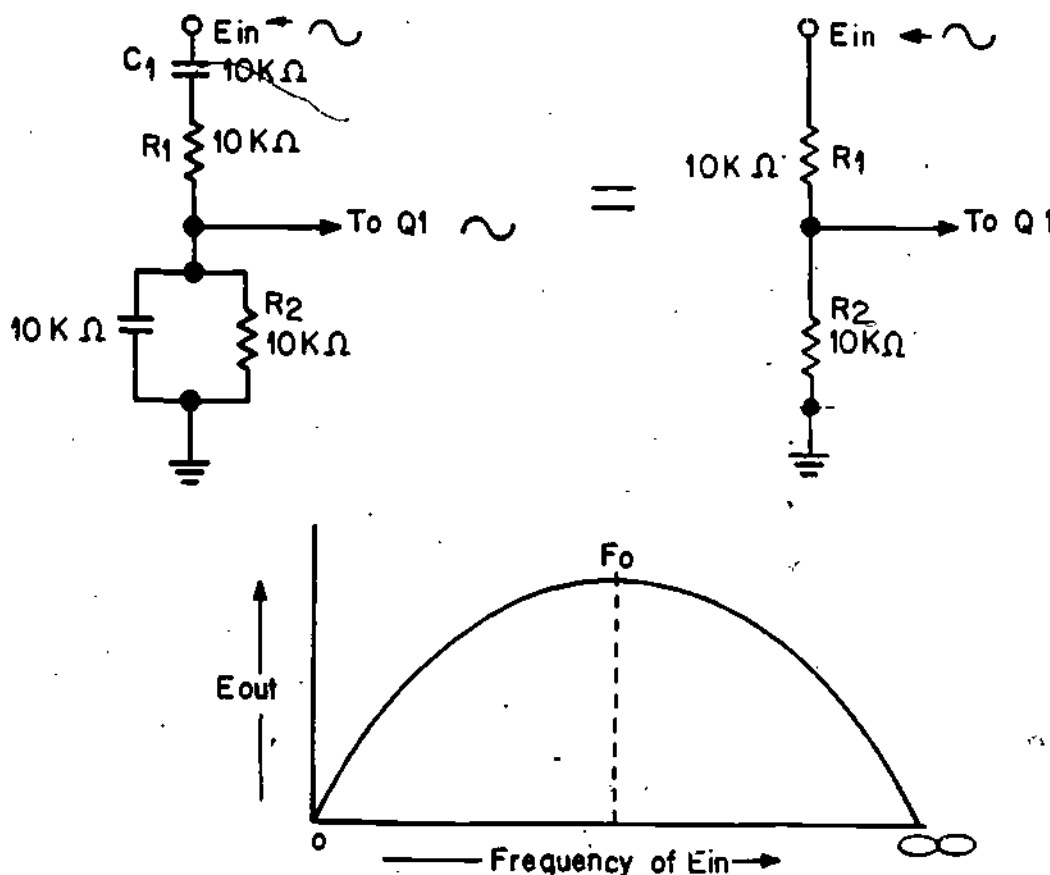 Ein
C1
10KΩ
R1
10KΩ
To Q1
R2
10KΩ
10KΩ
=
Ein
10KΩ
R1
To Q1
R2
10KΩ
Fo
Eout
0
∞
Frequency of Ein